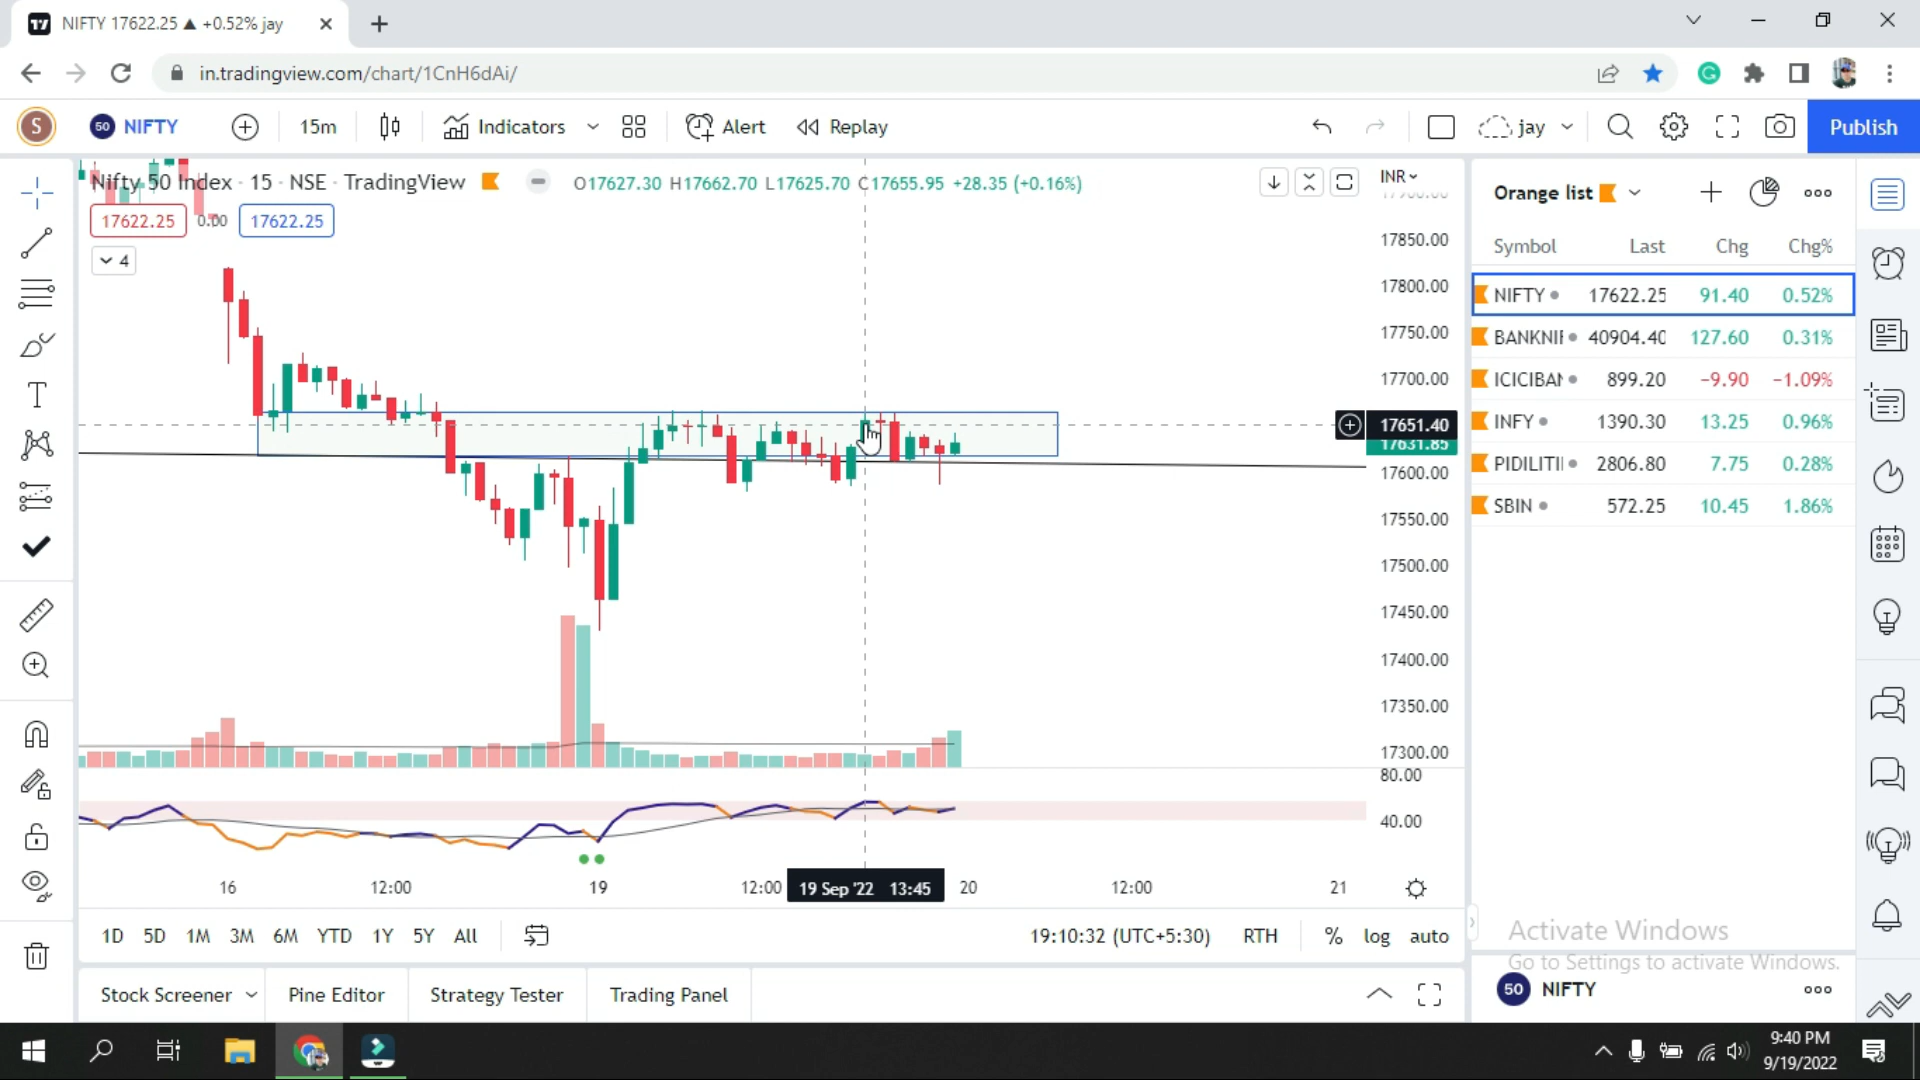 NIFTY 17622.25 ▲ +0.52% jay
in.tradingview.com/chart/1CnH6dAi/
S 50 NIFTY 15m Indicators Alert Replay jay Publish
Nifty 50 Index · 15 · NSE · TradingView O17627.30 H17662.70 L17625.70 C17655.95 +28.35 (+0.16%)
17622.25 0.00 17622.25
4
INR
17900.00
17850.00
17800.00
17750.00
17700.00
17651.40
17631.85
17600.00
17550.00
17500.00
17450.00
17400.00
17350.00
17300.00
80.00
40.00
16 12:00 19 12:00 19 Sep '22 13:45 20 12:00 21
1D 5D 1M 3M 6M YTD 1Y 5Y All 19:10:32 (UTC+5:30) RTH % log auto
Stock Screener Pine Editor Strategy Tester Trading Panel
Orange list
Symbol Last Chg Chg%
NIFTY 17622.25 91.40 0.52%
BANKNIF 40904.40 127.60 0.31%
ICICIBAN 899.20 −9.90 −1.09%
INFY 1390.30 13.25 0.96%
PIDILITII 2806.80 7.75 0.28%
SBIN 572.25 10.45 1.86%
Activate Windows
Go to Settings to activate Windows.
50 NIFTY
9:40 PM
9/19/2022